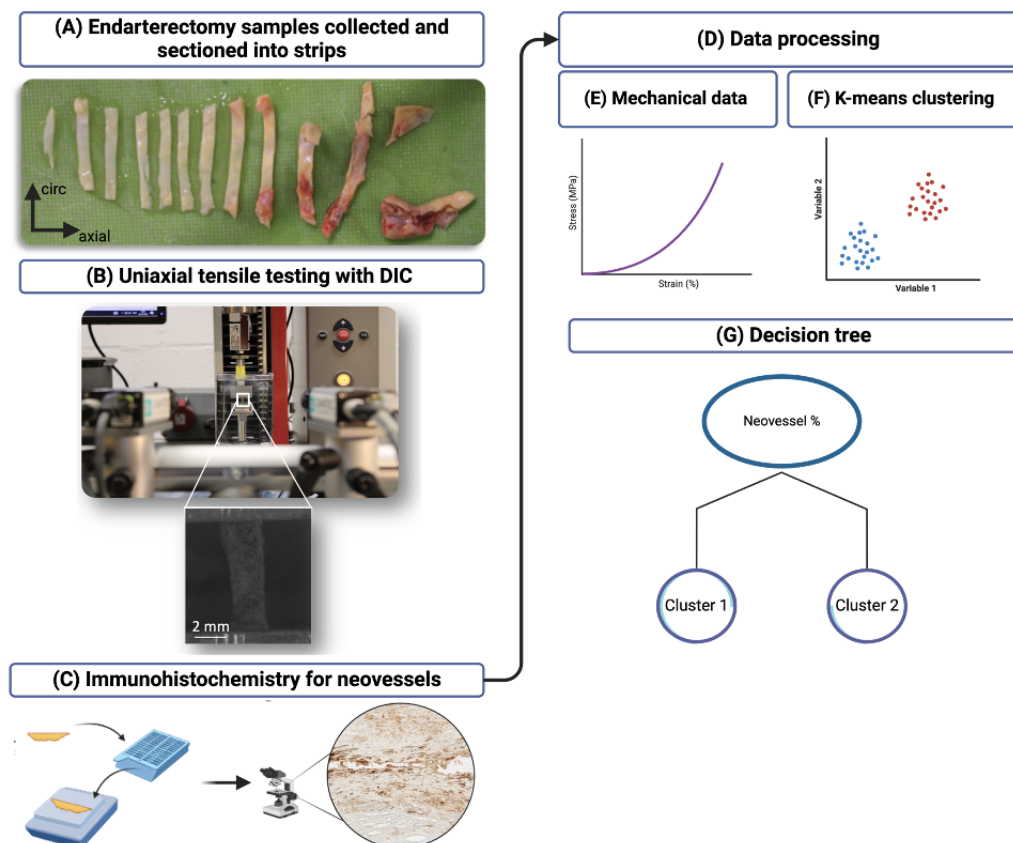 (A) Endarterectomy samples collected and
sectioned into strips
circ
axial
(B) Uniaxial tensile testing with DIC
2 mm
(C) Immunohistochemistry for neovessels
(D) Data processing
(E) Mechanical data
Stress (MPa)
Strain (%)
(F) K-means clustering
Variable 2
Variable 1
(G) Decision tree
Neovessel %
Cluster 1
Cluster 2